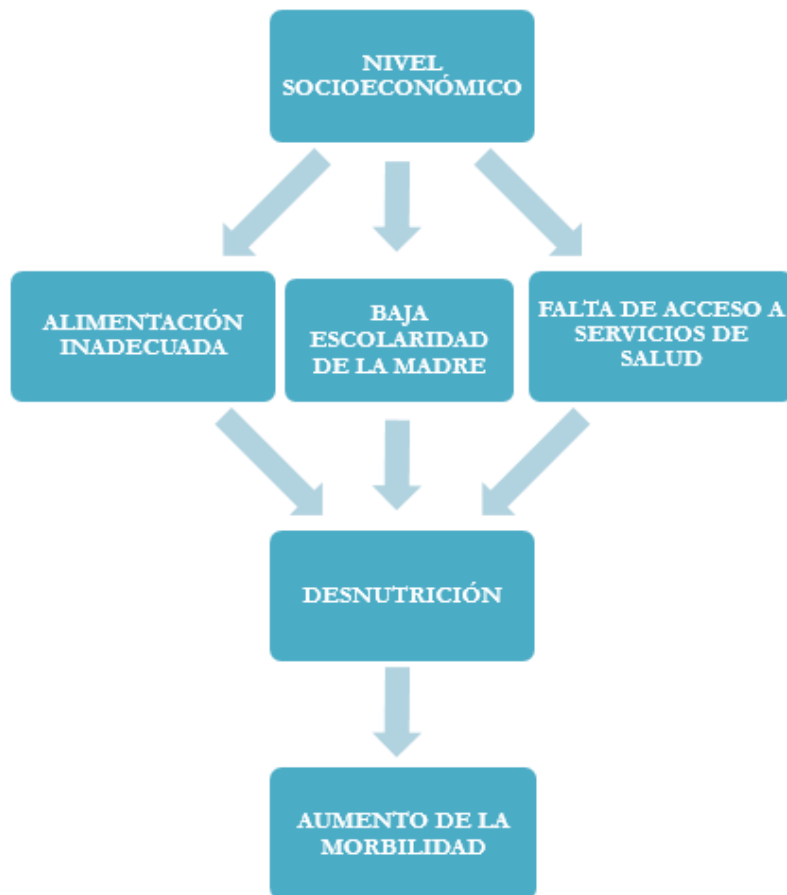 NIVEL
SOCIOECONÓMICO
ALIMENTACIÓN
INADECUADA
BAJA
ESCOLARIDAD
DE LA MADRE
FALTA DE ACCESO A
SERVICIOS DE
SALUD
DESNUTRICIÓN
AUMENTO DE LA
MORBILIDAD